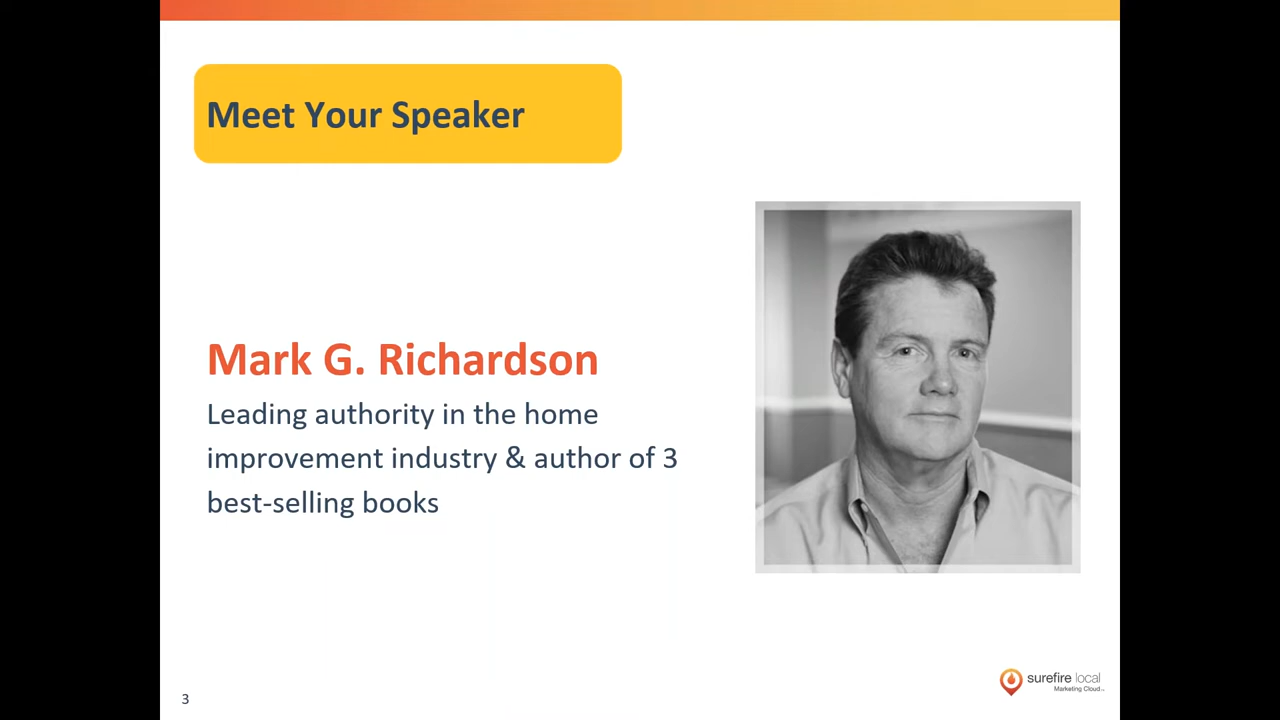 Meet Your Speaker
Mark G. Richardson
Leading authority in the home
improvement industry & author of 3
best-selling books
surefire local
Marketing Cloud
3